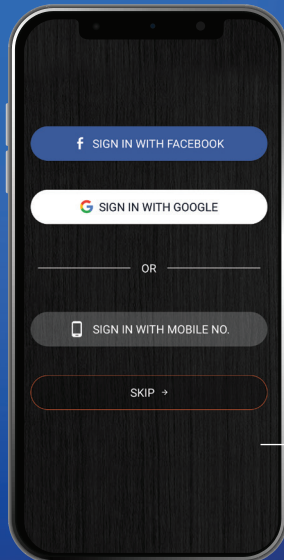 f SIGN IN WITH FACEBOOK
G SIGN IN WITH GOOGLE
OR
SIGN IN WITH MOBILE NO.
SKIP →